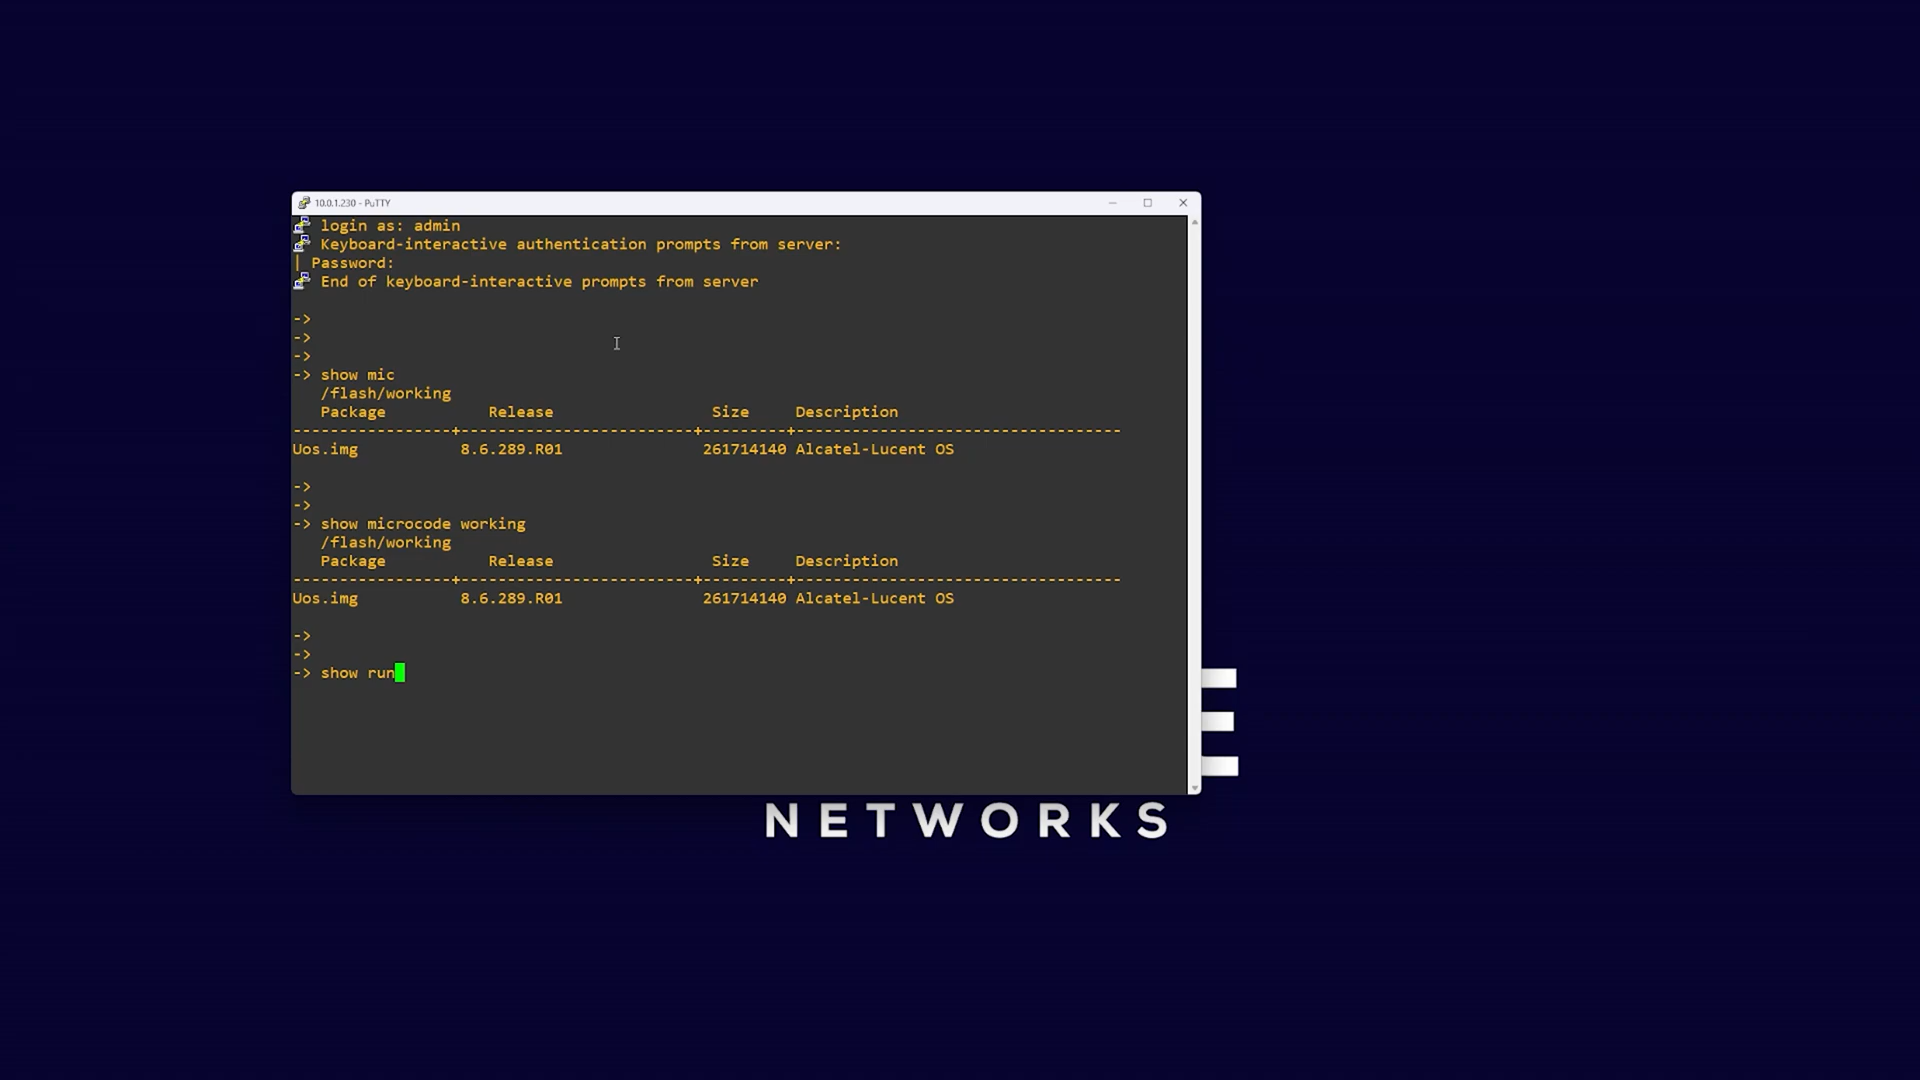 10.0.1.230 - PuTTY
login as: admin
Keyboard-interactive authentication prompts from server:
| Password:
End of keyboard-interactive prompts from server
->
->
->
-> show mic
/flash/working
Package Release Size Description
-----------------+-------------------------+---------+-----------------------------------
Uos.img 8.6.289.R01 261714140 Alcatel-Lucent OS
->
->
-> show microcode working
/flash/working
Package Release Size Description
-----------------+-------------------------+---------+-----------------------------------
Uos.img 8.6.289.R01 261714140 Alcatel-Lucent OS
->
->
-> show run
E
NETWORKS